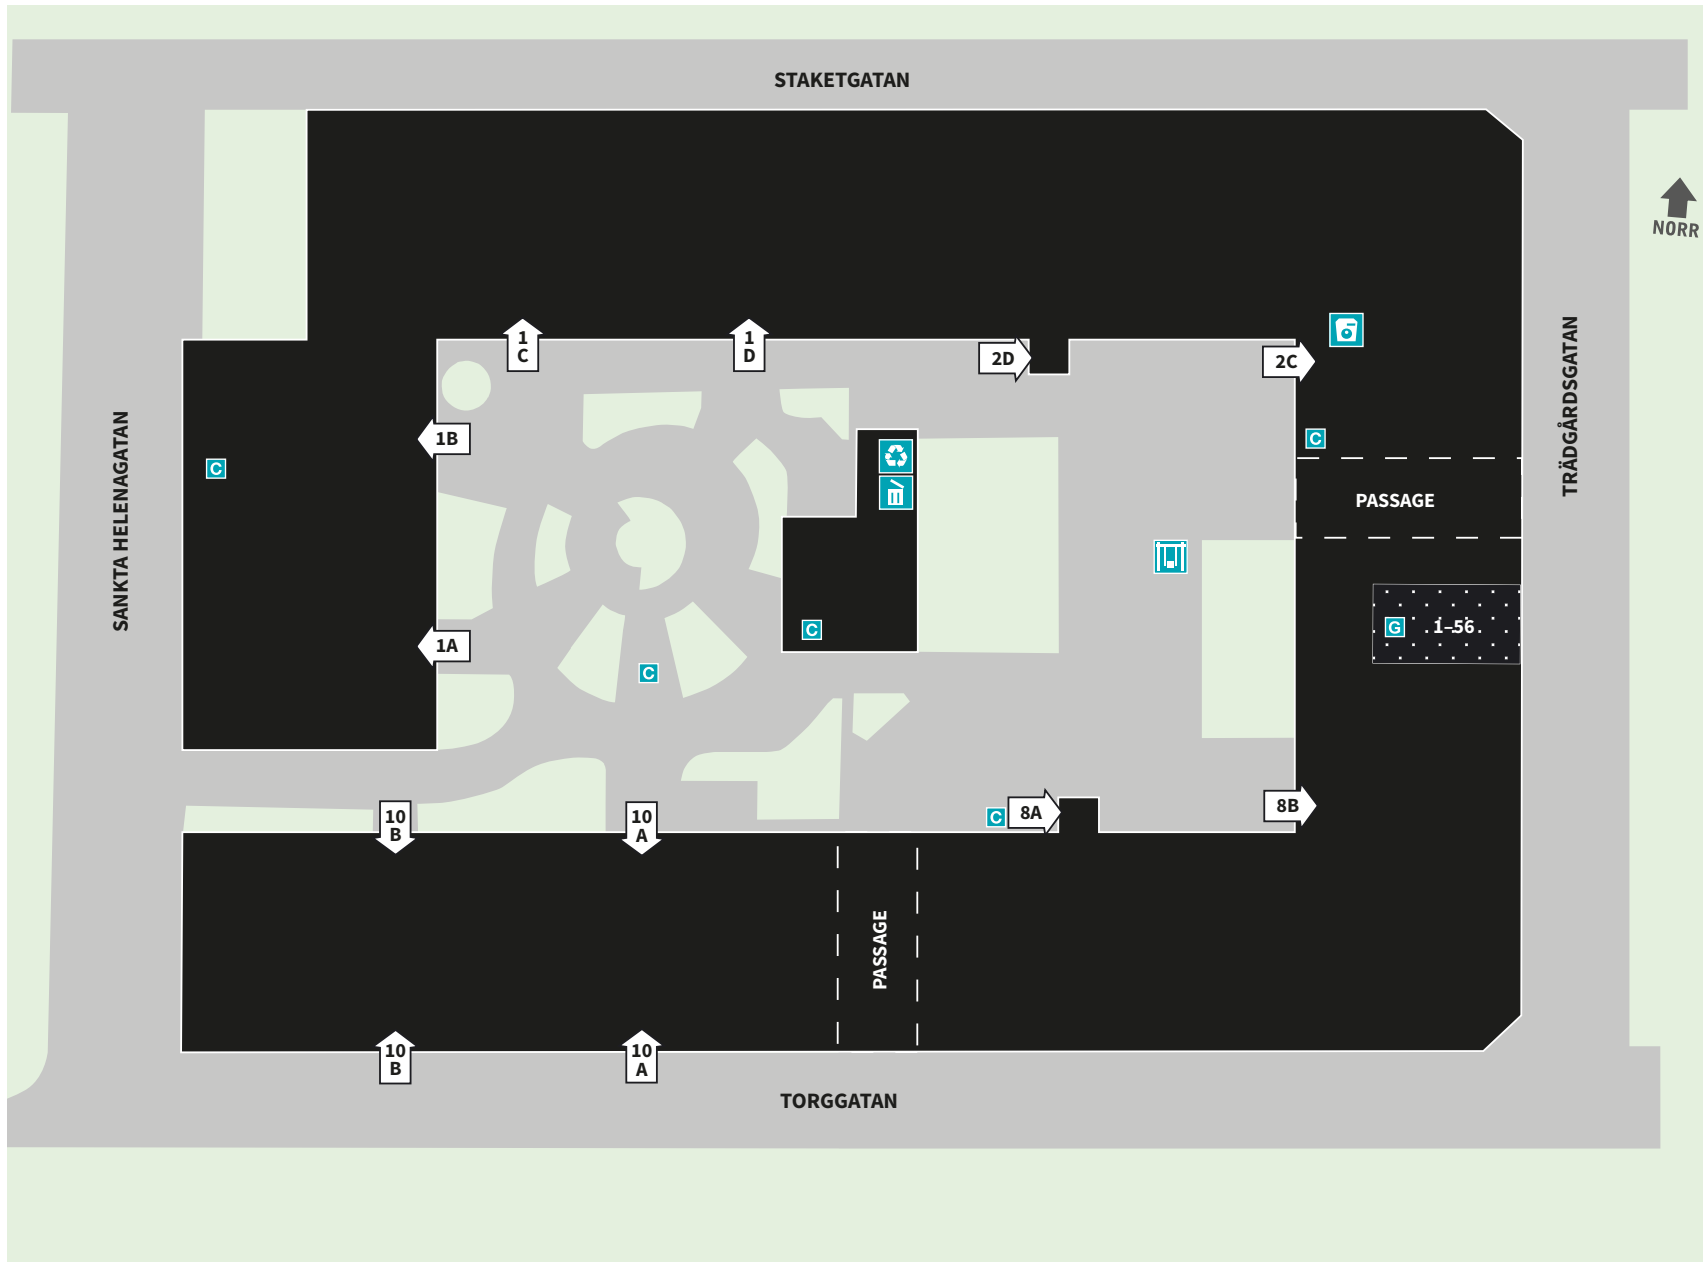 STAKETGATAN
NORR
1
C
1
D
2D
2C
TRÄDGÅRDSGATAN
SANKTA HELENAGATAN
1B
C
C
PASSAGE
1A
C
C
G
1–56
10
B
10
A
C
8A
8B
PASSAGE
10
B
10
A
TORGGATAN